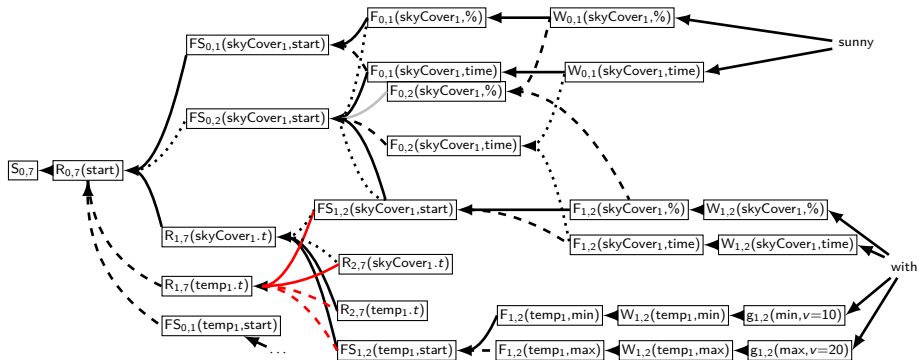 F0,1(skyCover1,%)
W0,1(skyCover1,%)
FS0,1(skyCover1,start)
sunny
F0,1(skyCover1,time)
W0,1(skyCover1,time)
F0,2(skyCover1,%)
FS0,2(skyCover1,start)
F0,2(skyCover1,time)
S0,7
R0,7(start)
FS1,2(skyCover1,start)
F1,2(skyCover1,%)
W1,2(skyCover1,%)
R1,7(skyCover1.t)
F1,2(skyCover1,time)
W1,2(skyCover1,time)
R2,7(skyCover1.t)
with
R1,7(temp1.t)
R2,7(temp1.t)
F1,2(temp1,min)
W1,2(temp1,min)
g1,2(min,v=10)
FS0,1(temp1,start)
...
FS1,2(temp1,start)
F1,2(temp1,max)
W1,2(temp1,max)
g1,2(max,v=20)